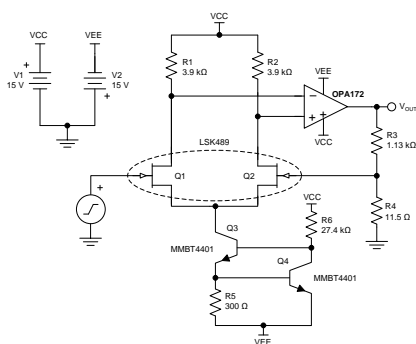 VCC
VEE
V1
15 V
V2
15 V
VCC
R1
3.9 kΩ
R2
3.9 kΩ
VEE
OPA172
VCC
VOUT
R3
1.13 kΩ
R4
11.5 Ω
LSK489
Q1
Q2
VCC
R6
27.4 kΩ
Q3
MMBT4401
Q4
MMBT4401
R5
300 Ω
VEE